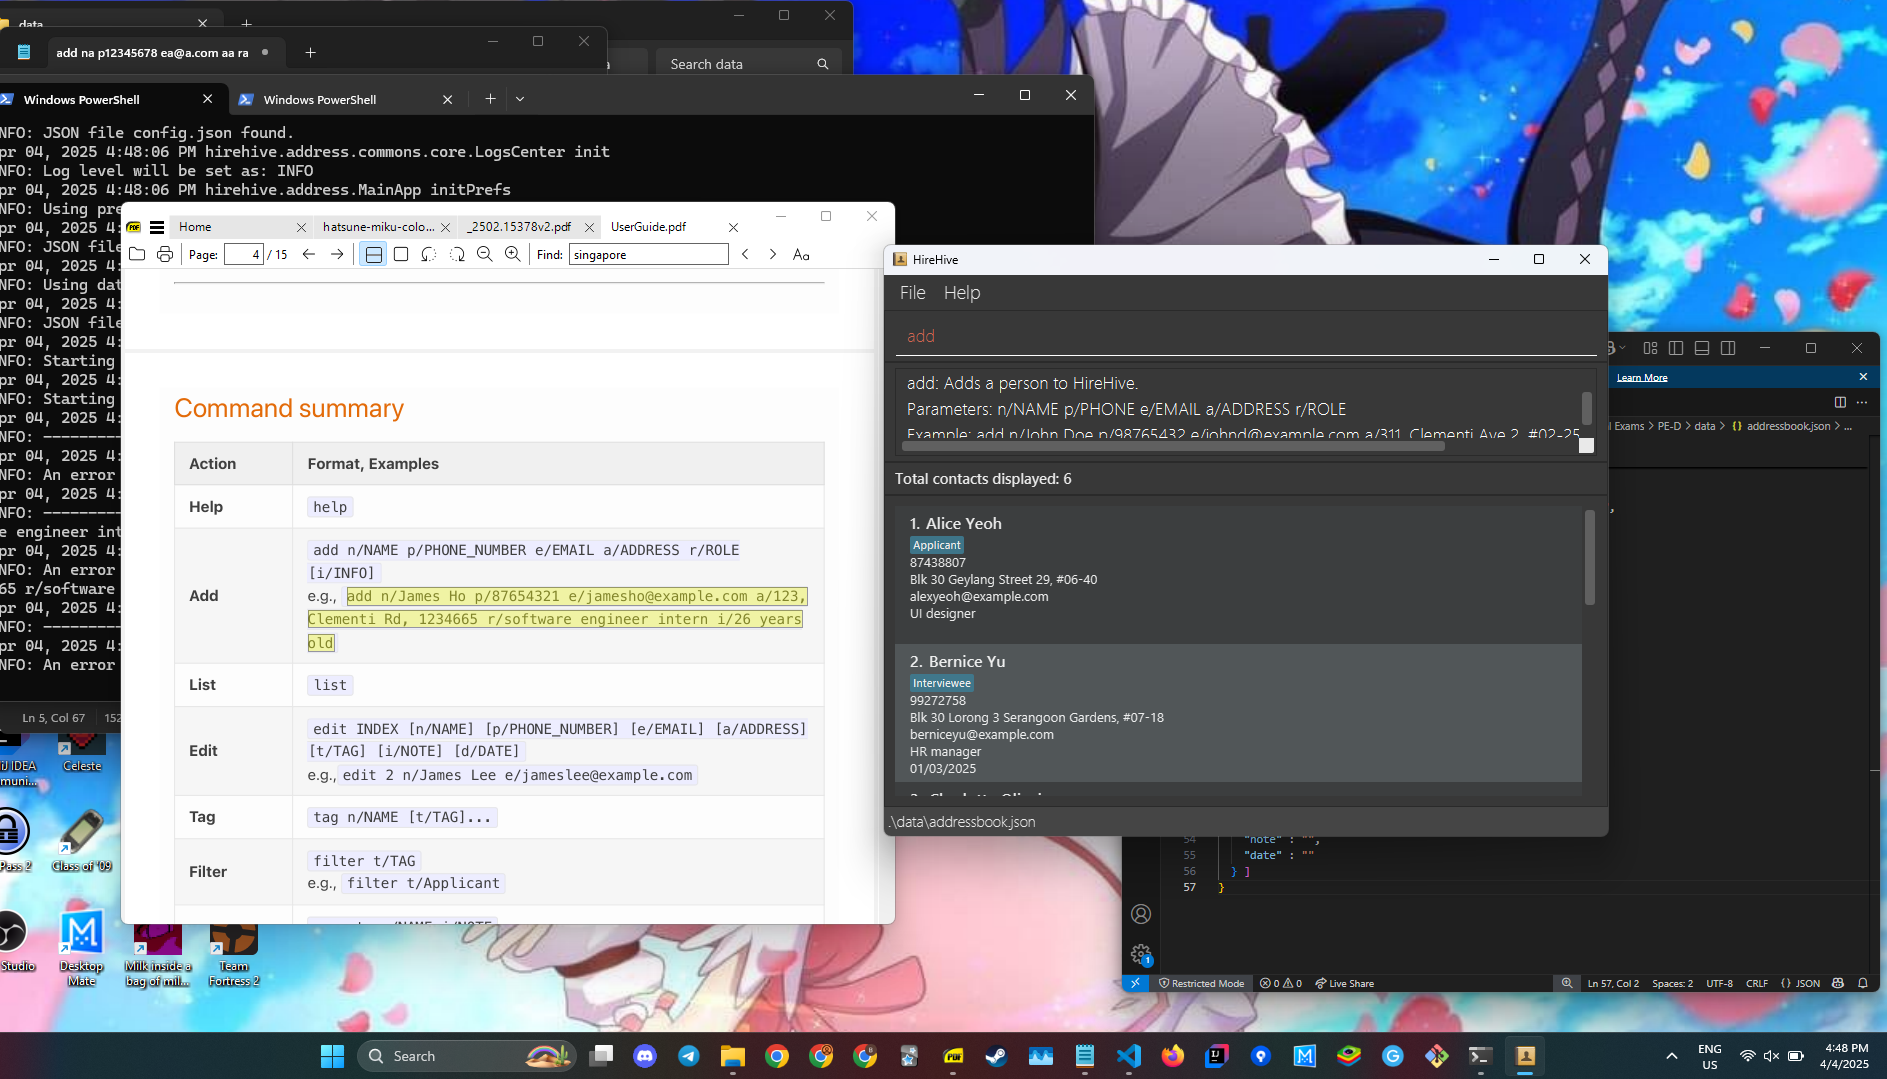 data
add na p12345678 ea@a.com aa ra
Search data
Windows PowerShell
Windows PowerShell
NFO: JSON file config.json found.
pr 04, 2025 4:48:06 PM hirehive.address.commons.core.LogsCenter init
NFO: Log level will be set as: INFO
pr 04, 2025 4:48:06 PM hirehive.address.MainApp initPrefs
NFO: Using pre
pr 04, 2025 4:
NFO: JSON file
pr 04, 2025 4:
NFO: Using dat
pr 04, 2025 4:
NFO: JSON file
pr 04, 2025 4:
NFO: Starting
pr 04, 2025 4:
NFO: Starting
pr 04, 2025 4:
NFO: ---------
pr 04, 2025 4:
NFO: An error
pr 04, 2025 4:
NFO: ---------
e engineer int
pr 04, 2025 4:
NFO: An error
65 r/software
pr 04, 2025 4:
NFO: ---------
pr 04, 2025 4:
NFO: An error
Ln 5, Col 67
152
Home
hatsune-miku-colo...
_2502.15378v2.pdf
UserGuide.pdf
Page: 4 / 15
Find: singapore
Command summary
Action
Format, Examples
Help
help
Add
add n/NAME p/PHONE_NUMBER e/EMAIL a/ADDRESS r/ROLE
[i/INFO]
e.g., add n/James Ho p/87654321 e/jamesho@example.com a/123,
Clementi Rd, 1234665 r/software engineer intern i/26 years
old
List
list
Edit
edit INDEX [n/NAME] [p/PHONE_NUMBER] [e/EMAIL] [a/ADDRESS]
[t/TAG] [i/NOTE] [d/DATE]
e.g., edit 2 n/James Lee e/jameslee@example.com
Tag
tag n/NAME [t/TAG]...
Filter
filter t/TAG
e.g., filter t/Applicant
HireHive
File
Help
add
add: Adds a person to HireHive.
Parameters: n/NAME p/PHONE e/EMAIL a/ADDRESS r/ROLE
Example: add n/John Doe p/98765432 e/johnd@example.com a/311, Clementi Ave 2, #02-25
Total contacts displayed: 6
1. Alice Yeoh
Applicant
87438807
Blk 30 Geylang Street 29, #06-40
alexyeoh@example.com
UI designer
2. Bernice Yu
Interviewee
99272758
Blk 30 Lorong 3 Serangoon Gardens, #07-18
berniceyu@example.com
HR manager
01/03/2025
.\data\addressbook.json
Learn More
l Exams > PE-D > data > {} addressbook.json > ...
54 "note" : "",
55 "date" : ""
56 } ]
57 }
Restricted Mode
0 0
Live Share
Ln 57, Col 2
Spaces: 2
UTF-8
CRLF
{} JSON
iJ IDEA
muni...
Celeste
Pass 2
Class of '09
Studio
Desktop
Mate
Milk inside a
bag of mil...
Team
Fortress 2
Search
ENG
US
4:48 PM
4/4/2025